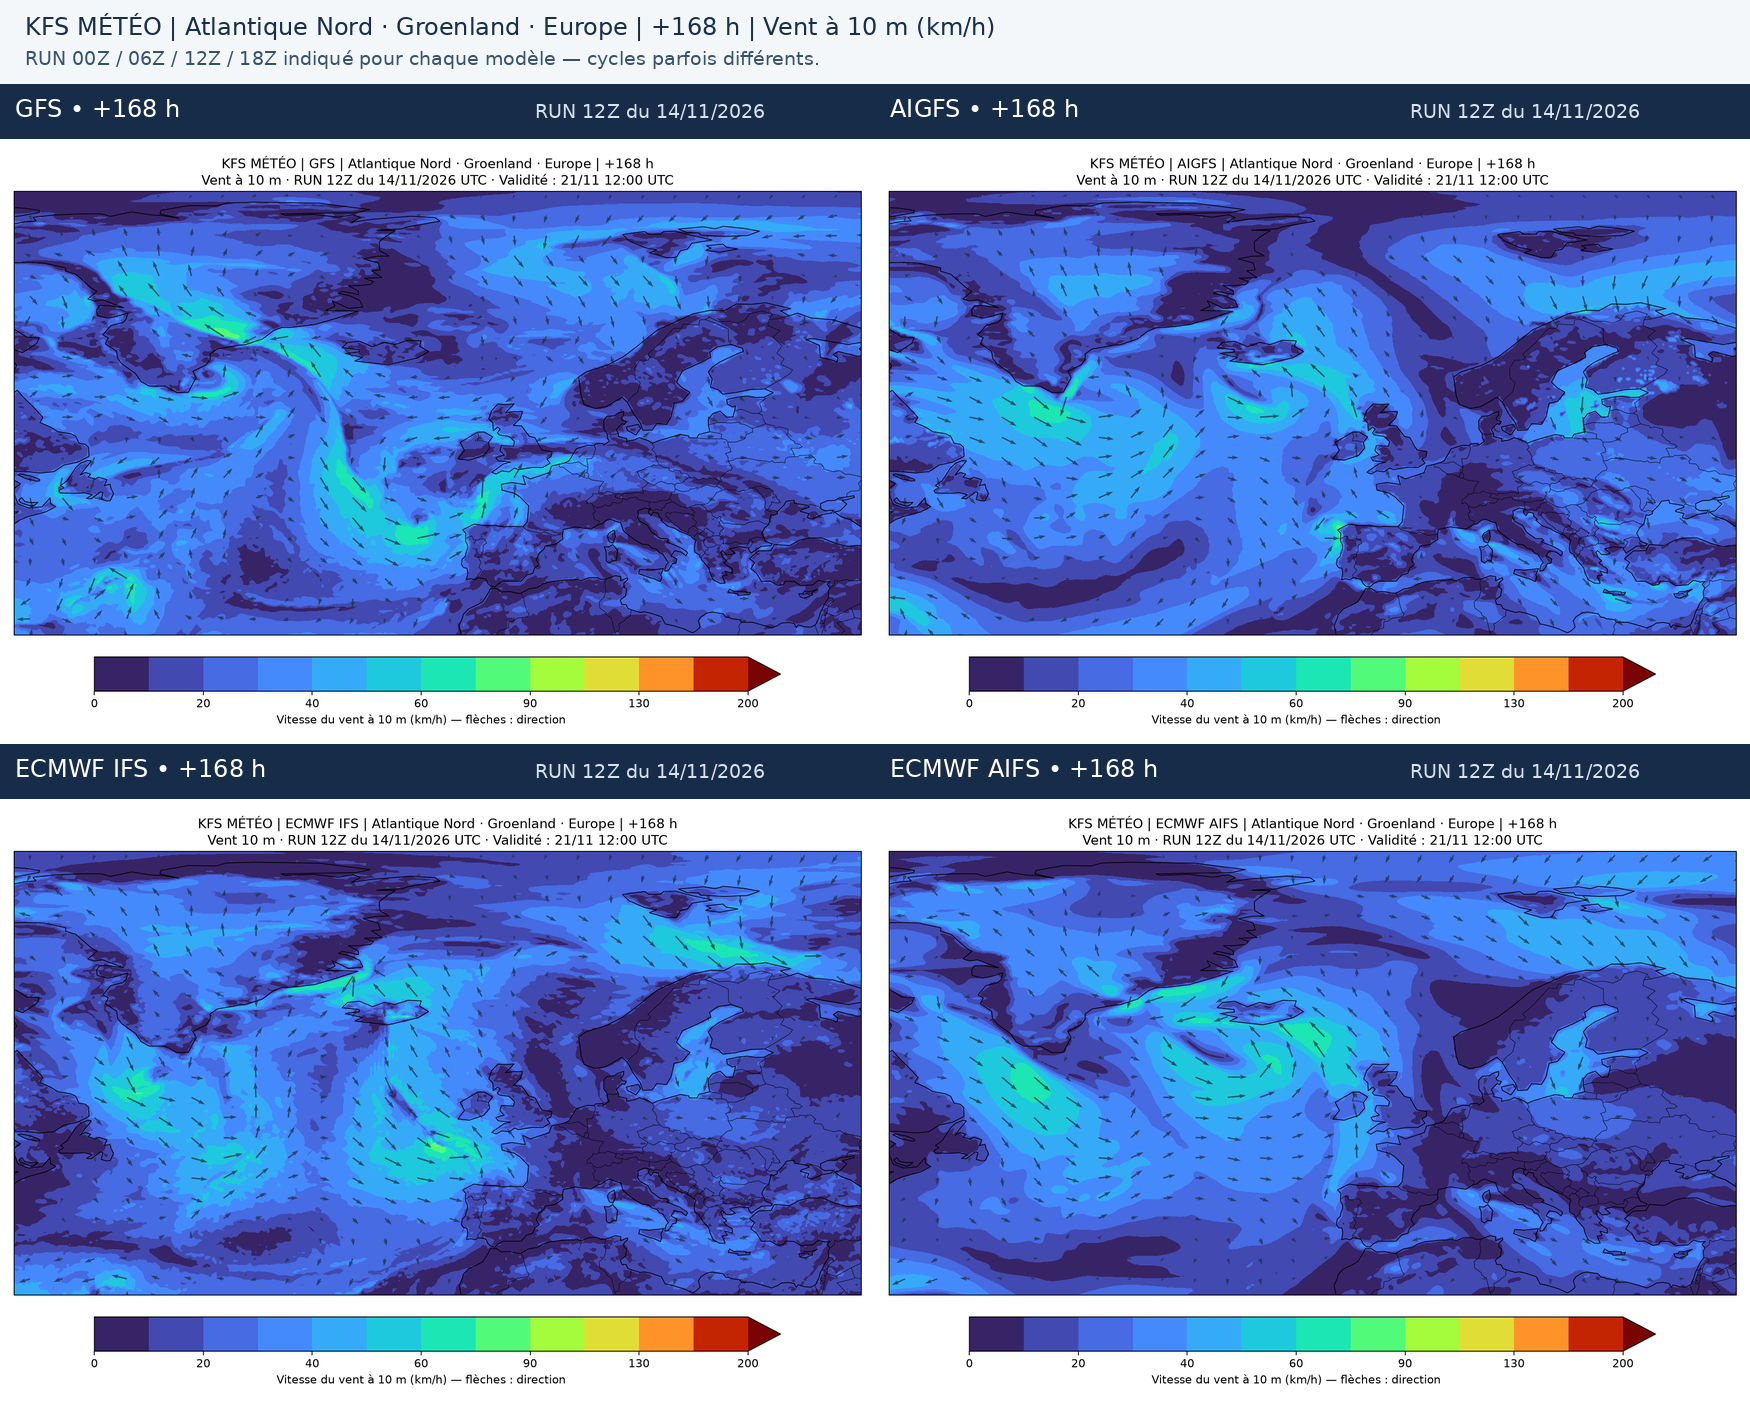 KFS MÉTÉO | Atlantique Nord · Groenland · Europe | +168 h | Vent à 10 m (km/h)
RUN 00Z / 06Z / 12Z / 18Z indiqué pour chaque modèle — cycles parfois différents.
GFS • +168 h RUN 12Z du 14/11/2026
KFS MÉTÉO | GFS | Atlantique Nord · Groenland · Europe | +168 h
Vent à 10 m · RUN 12Z du 14/11/2026 UTC · Validité : 21/11 12:00 UTC
0 20 40 60 90 130 200
Vitesse du vent à 10 m (km/h) — flèches : direction
AIGFS • +168 h RUN 12Z du 14/11/2026
KFS MÉTÉO | AIGFS | Atlantique Nord · Groenland · Europe | +168 h
Vent à 10 m · RUN 12Z du 14/11/2026 UTC · Validité : 21/11 12:00 UTC
0 20 40 60 90 130 200
Vitesse du vent à 10 m (km/h) — flèches : direction
ECMWF IFS • +168 h RUN 12Z du 14/11/2026
KFS MÉTÉO | ECMWF IFS | Atlantique Nord · Groenland · Europe | +168 h
Vent 10 m · RUN 12Z du 14/11/2026 UTC · Validité : 21/11 12:00 UTC
0 20 40 60 90 130 200
Vitesse du vent à 10 m (km/h) — flèches : direction
ECMWF AIFS • +168 h RUN 12Z du 14/11/2026
KFS MÉTÉO | ECMWF AIFS | Atlantique Nord · Groenland · Europe | +168 h
Vent 10 m · RUN 12Z du 14/11/2026 UTC · Validité : 21/11 12:00 UTC
0 20 40 60 90 130 200
Vitesse du vent à 10 m (km/h) — flèches : direction